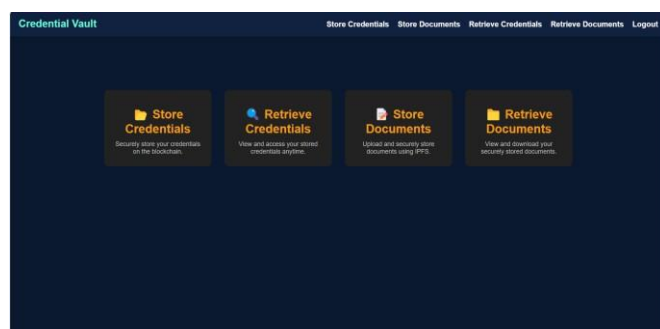 Credential Vault
Store Credentials Store Documents Retrieve Credentials Retrieve Documents Logout
Store
Credentials
Securely store your credentials
on the blockchain.
Retrieve
Credentials
View and access your stored
credentials anytime.
Store
Documents
Upload and securely store
documents using IPFS.
Retrieve
Documents
View and download your
securely stored documents.